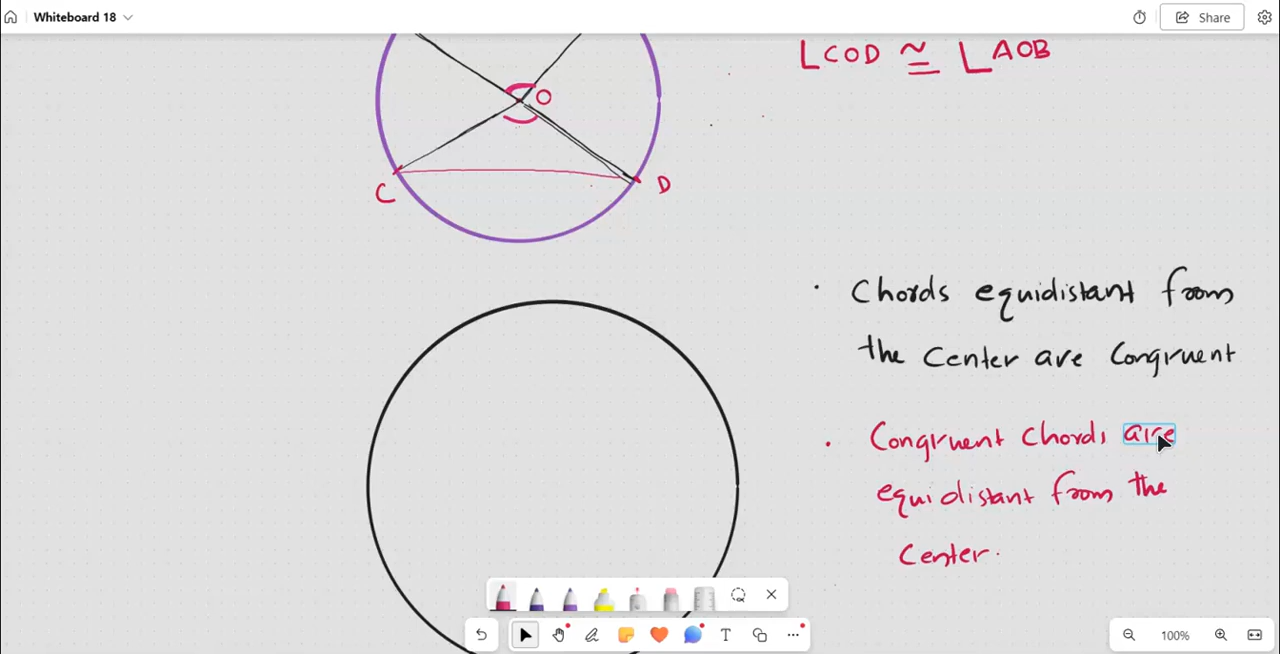 Whiteboard 18
Share
∠COD ≅ ∠AOB
O
C
D
• Chords equidistant from
the Center are Congruent
• Congruent Chords are
equidistant from the
Center.
T
100%